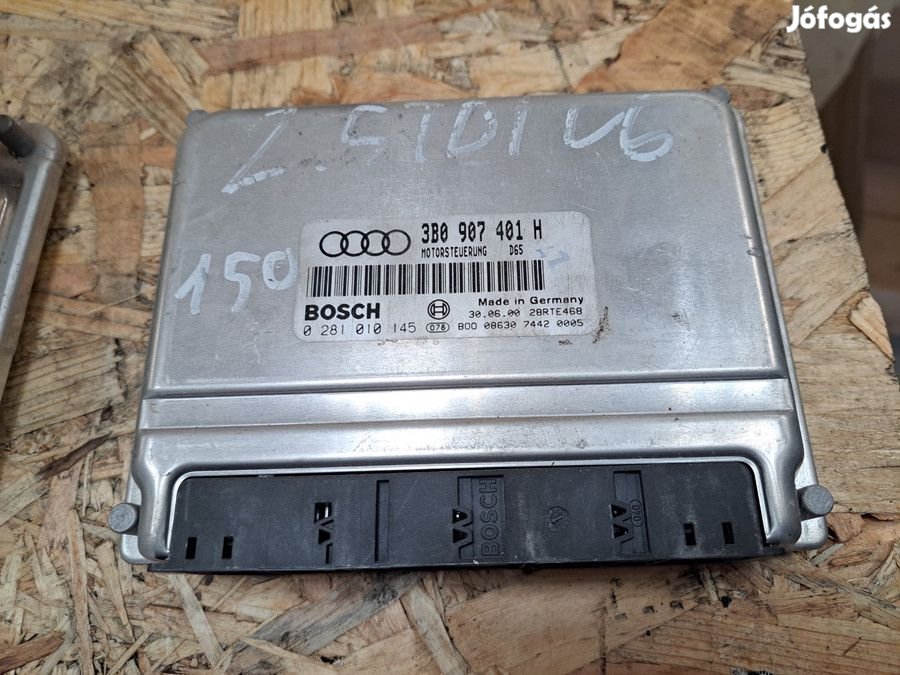 Jófogás
2.5TDI V6
150
3B0 907 401 H
MOTORSTEUERUNG D65
BOSCH
Made in Germany
30.06.00 28RTE468
0 281 010 145 078 B00 08630 7442 0005
BOSCH